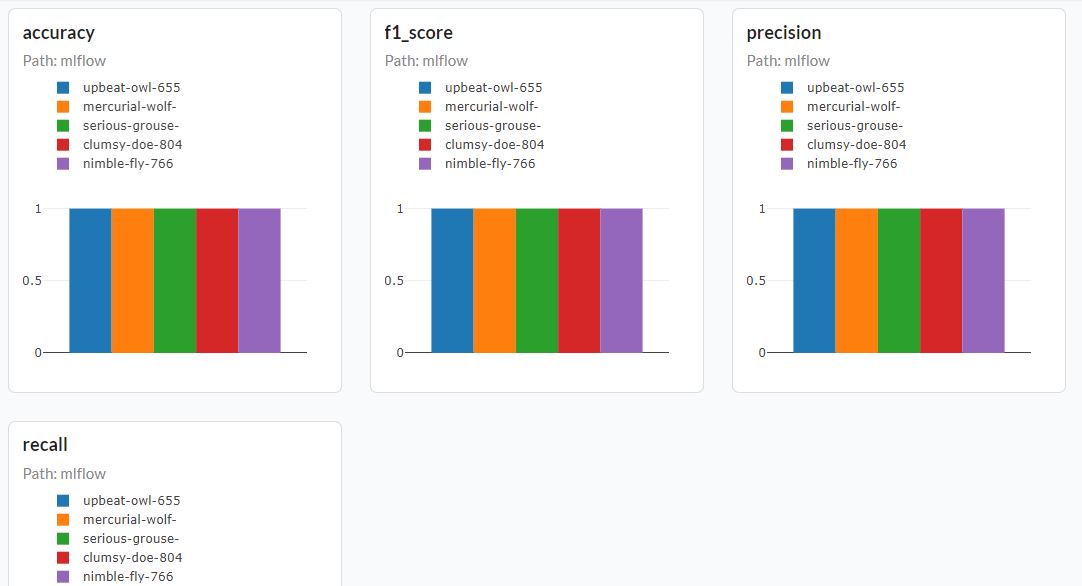 accuracy
Path: mlflow
upbeat-owl-655
mercurial-wolf-
serious-grouse-
clumsy-doe-804
nimble-fly-766
1
0.5
0
f1_score
Path: mlflow
upbeat-owl-655
mercurial-wolf-
serious-grouse-
clumsy-doe-804
nimble-fly-766
1
0.5
0
precision
Path: mlflow
upbeat-owl-655
mercurial-wolf-
serious-grouse-
clumsy-doe-804
nimble-fly-766
1
0.5
0
recall
Path: mlflow
upbeat-owl-655
mercurial-wolf-
serious-grouse-
clumsy-doe-804
nimble-fly-766